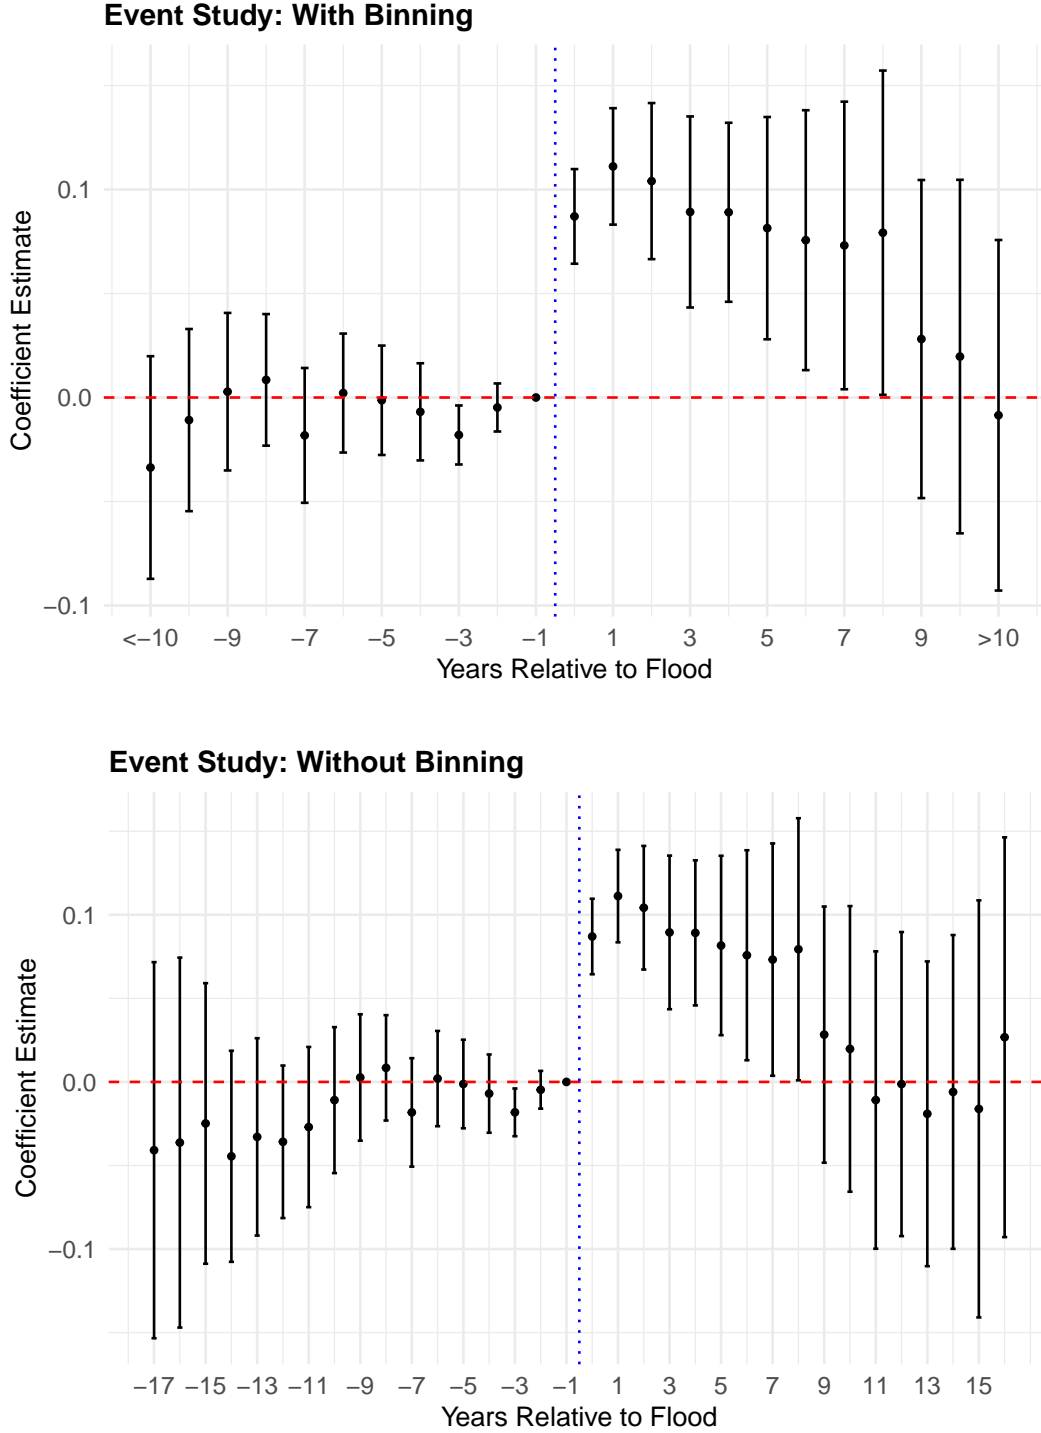 Event Study: With Binning
Coefficient Estimate
0.1
0.0
−0.1
<−10 −9 −7 −5 −3 −1 1 3 5 7 9 >10
Years Relative to Flood
Event Study: Without Binning
Coefficient Estimate
0.1
0.0
−0.1
−17 −15 −13 −11 −9 −7 −5 −3 −1 1 3 5 7 9 11 13 15
Years Relative to Flood